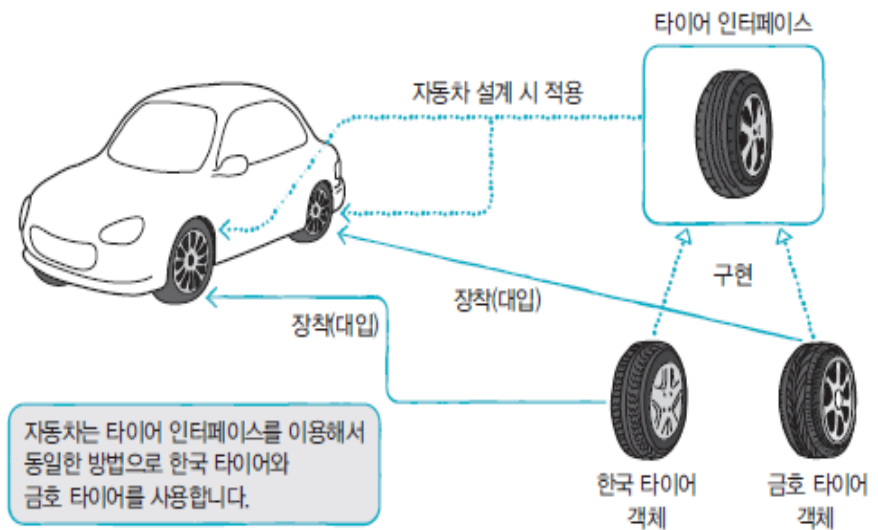 타이어 인터페이스
자동차 설계 시 적용
구현
장착(대입)
장착(대입)
자동차는 타이어 인터페이스를 이용해서
동일한 방법으로 한국 타이어와
금호 타이어를 사용합니다.
한국 타이어
객체
금호 타이어
객체